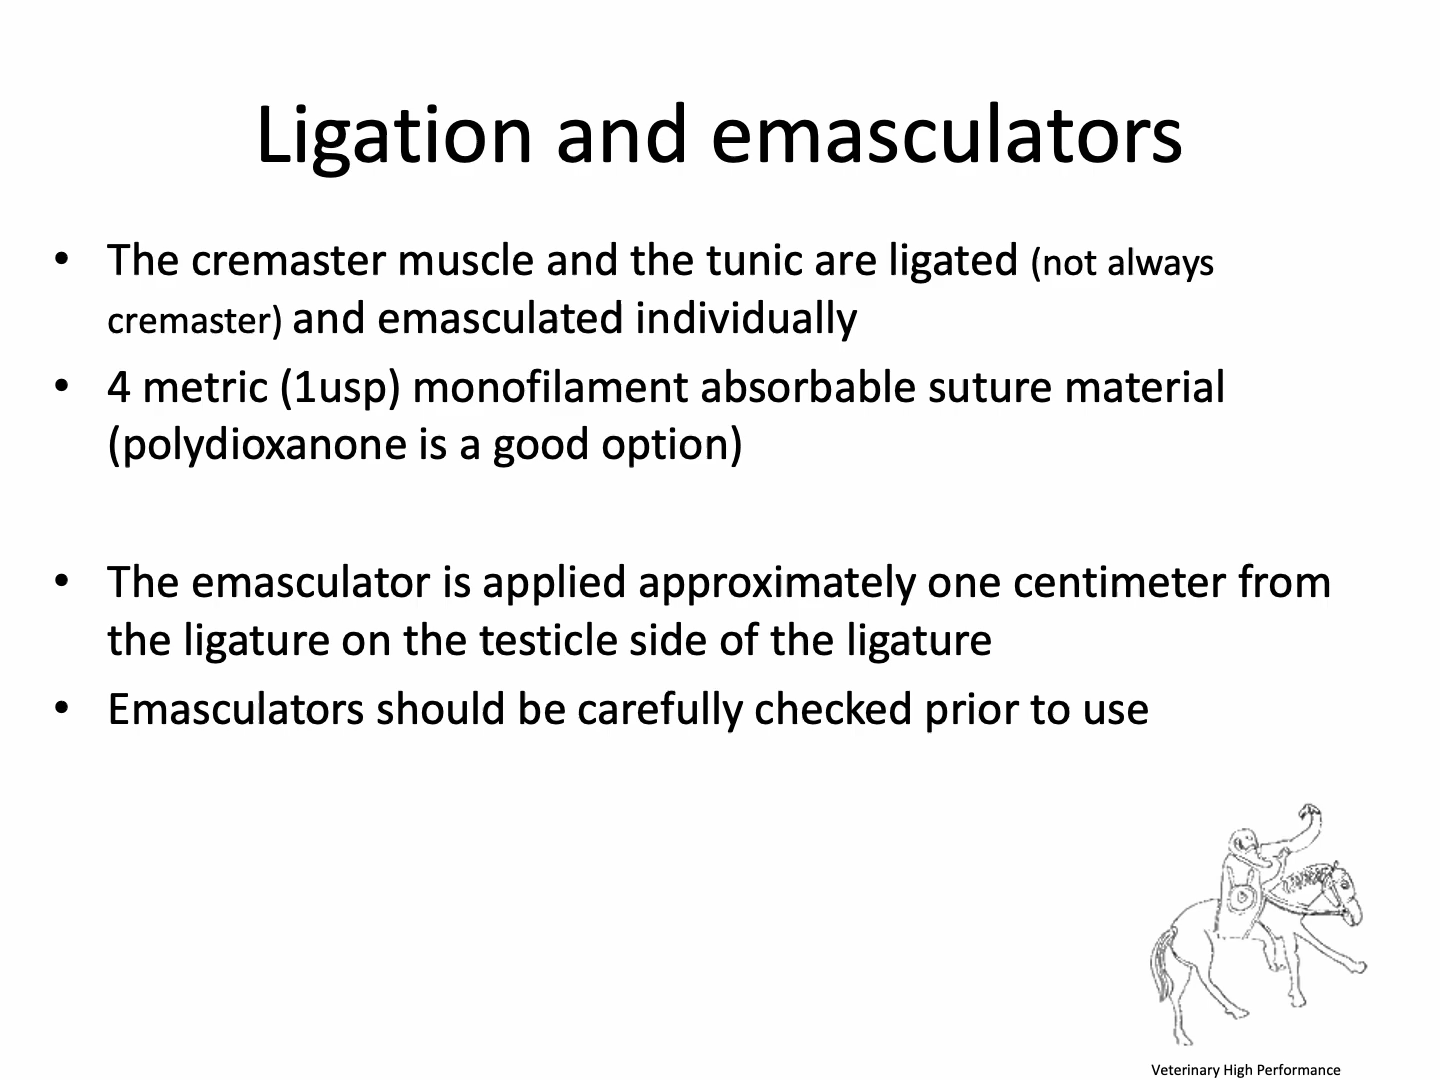 Ligation and emasculators
• The cremaster muscle and the tunic are ligated (not always
cremaster) and emasculated individually
• 4 metric (1usp) monofilament absorbable suture material
(polydioxanone is a good option)
• The emasculator is applied approximately one centimeter from
the ligature on the testicle side of the ligature
• Emasculators should be carefully checked prior to use
Veterinary High Performance